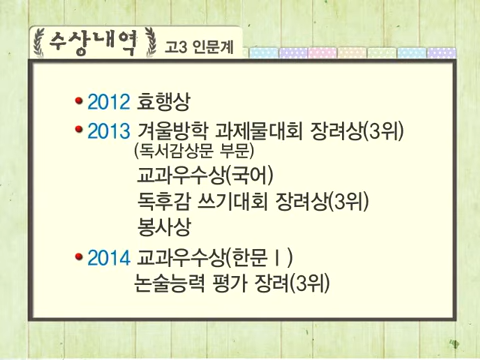 수상내역 고3 인문계
2012 효행상
2013 겨울방학 과제물대회 장려상(3위)
(독서감상문 부문)
교과우수상(국어)
독후감 쓰기대회 장려상(3위)
봉사상
2014 교과우수상(한문Ⅰ)
논술능력 평가 장려(3위)